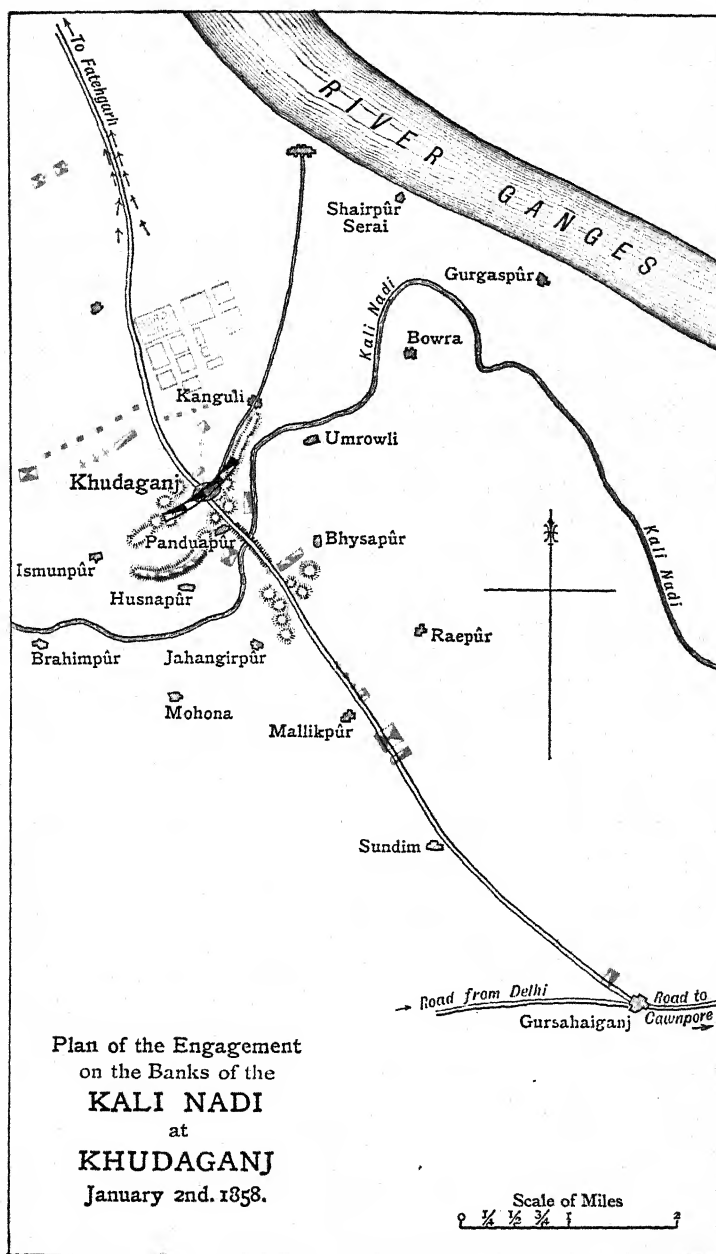 To Fatehgarh
RIVER GANGES
Shairpûr
Serai
Gurgaspûr
Kali Nadi
Bowra
Kanguli
Umrowli
Khudaganj
Panduapûr
Bhysapûr
Kali Nadi
Ismunpûr
Husnapûr
Raepûr
Brahimpûr
Jahangirpûr
Mohona
Mallikpûr
Sundim
Road from Delhi
Road to
Cawnpore
Gursahaiganj
Plan of the Engagement
on the Banks of the
KALI NADI
at
KHUDAGANJ
January 2nd. 1858.
Scale of Miles
0 1/4 1/2 3/4 1 2